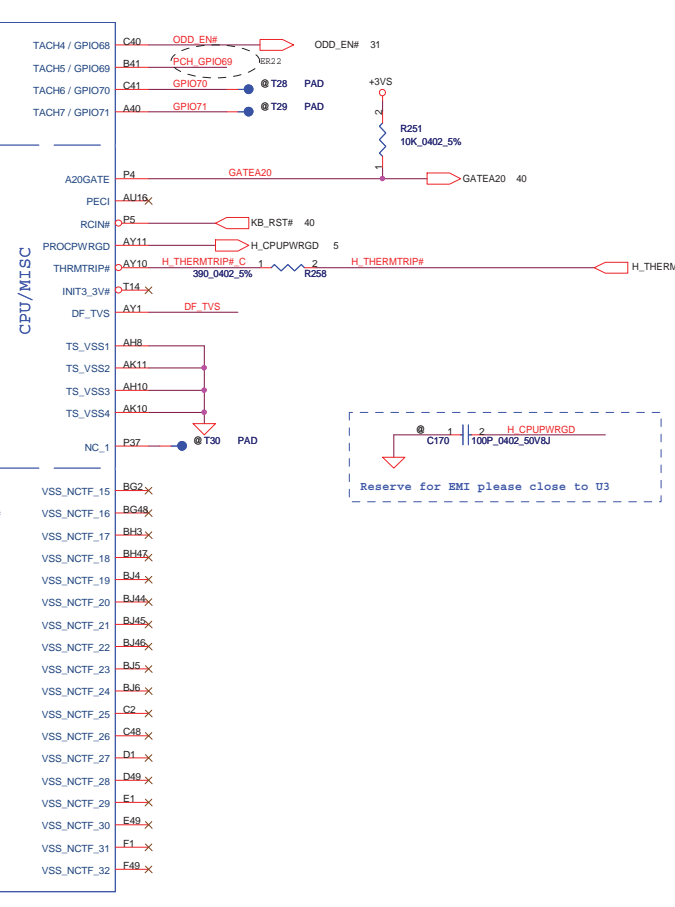 TACH4 / GPIO68 C40 ODD_EN# ODD_EN# 31
TACH5 / GPIO69 B41 PCH_GPIO69 ER22
TACH6 / GPIO70 C41 GPIO70 @ T28 PAD
TACH7 / GPIO71 A40 GPIO71 @ T29 PAD
+3VS
2
R251
10K_0402_5%
1
A20GATE P4 GATEA20 GATEA20 40
PECI AU16
RCIN# P5 KB_RST# 40
PROCPWRGD AY11 H_CPUPWRGD 5
THRMTRIP# AY10 H_THERMTRIP#_C 1 2 H_THERMTRIP# H_THERM
390_0402_5% R258
INIT3_3V# T14
DF_TVS AY1 DF_TVS
CPU/MISC
TS_VSS1 AH8
TS_VSS2 AK11
TS_VSS3 AH10
TS_VSS4 AK10
NC_1 P37 @ T30 PAD
@ 1 2 H_CPUPWRGD
C170 100P_0402_50V8J
Reserve for EMI please close to U3
VSS_NCTF_15 BG2
VSS_NCTF_16 BG48
VSS_NCTF_17 BH3
VSS_NCTF_18 BH47
VSS_NCTF_19 BJ4
VSS_NCTF_20 BJ44
VSS_NCTF_21 BJ45
VSS_NCTF_22 BJ46
VSS_NCTF_23 BJ5
VSS_NCTF_24 BJ6
VSS_NCTF_25 C2
VSS_NCTF_26 C48
VSS_NCTF_27 D1
VSS_NCTF_28 D49
VSS_NCTF_29 E1
VSS_NCTF_30 E49
VSS_NCTF_31 F1
VSS_NCTF_32 F49